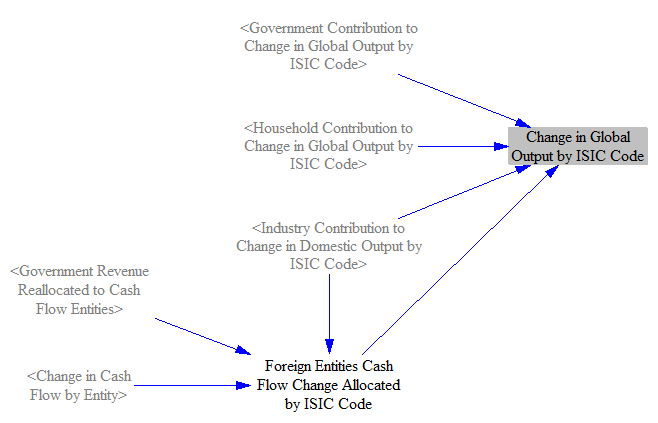 <Government Contribution to
Change in Global Output by
ISIC Code>
<Household Contribution to
Change in Global Output by
ISIC Code>
Change in Global
Output by ISIC Code
<Industry Contribution to
Change in Domestic Output by
ISIC Code>
<Government Revenue
Reallocated to Cash
Flow Entities>
<Change in Cash
Flow by Entity>
Foreign Entities Cash
Flow Change Allocated
by ISIC Code